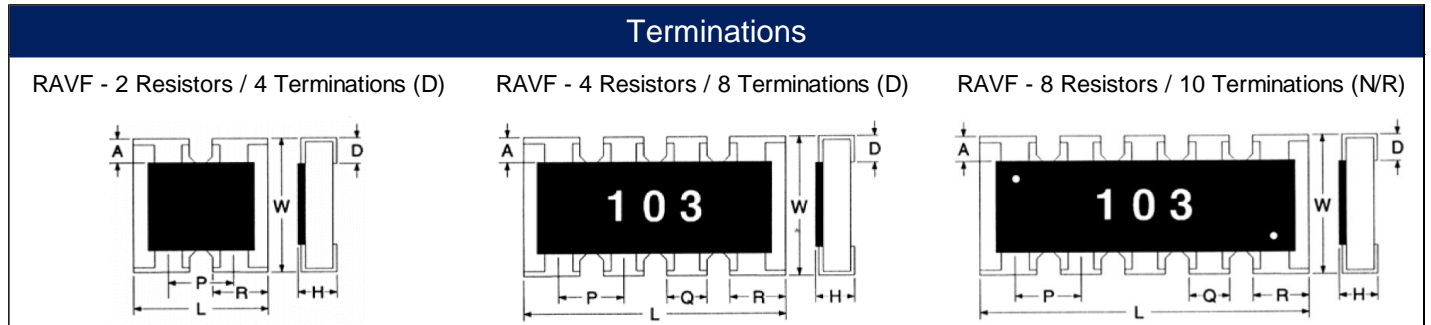 Terminations
RAVF - 2 Resistors / 4 Terminations (D)
A
D
W
P
R
H
L
RAVF - 4 Resistors / 8 Terminations (D)
A
D
103
W
P
Q
R
H
L
RAVF - 8 Resistors / 10 Terminations (N/R)
A
D
103
W
P
Q
R
H
L